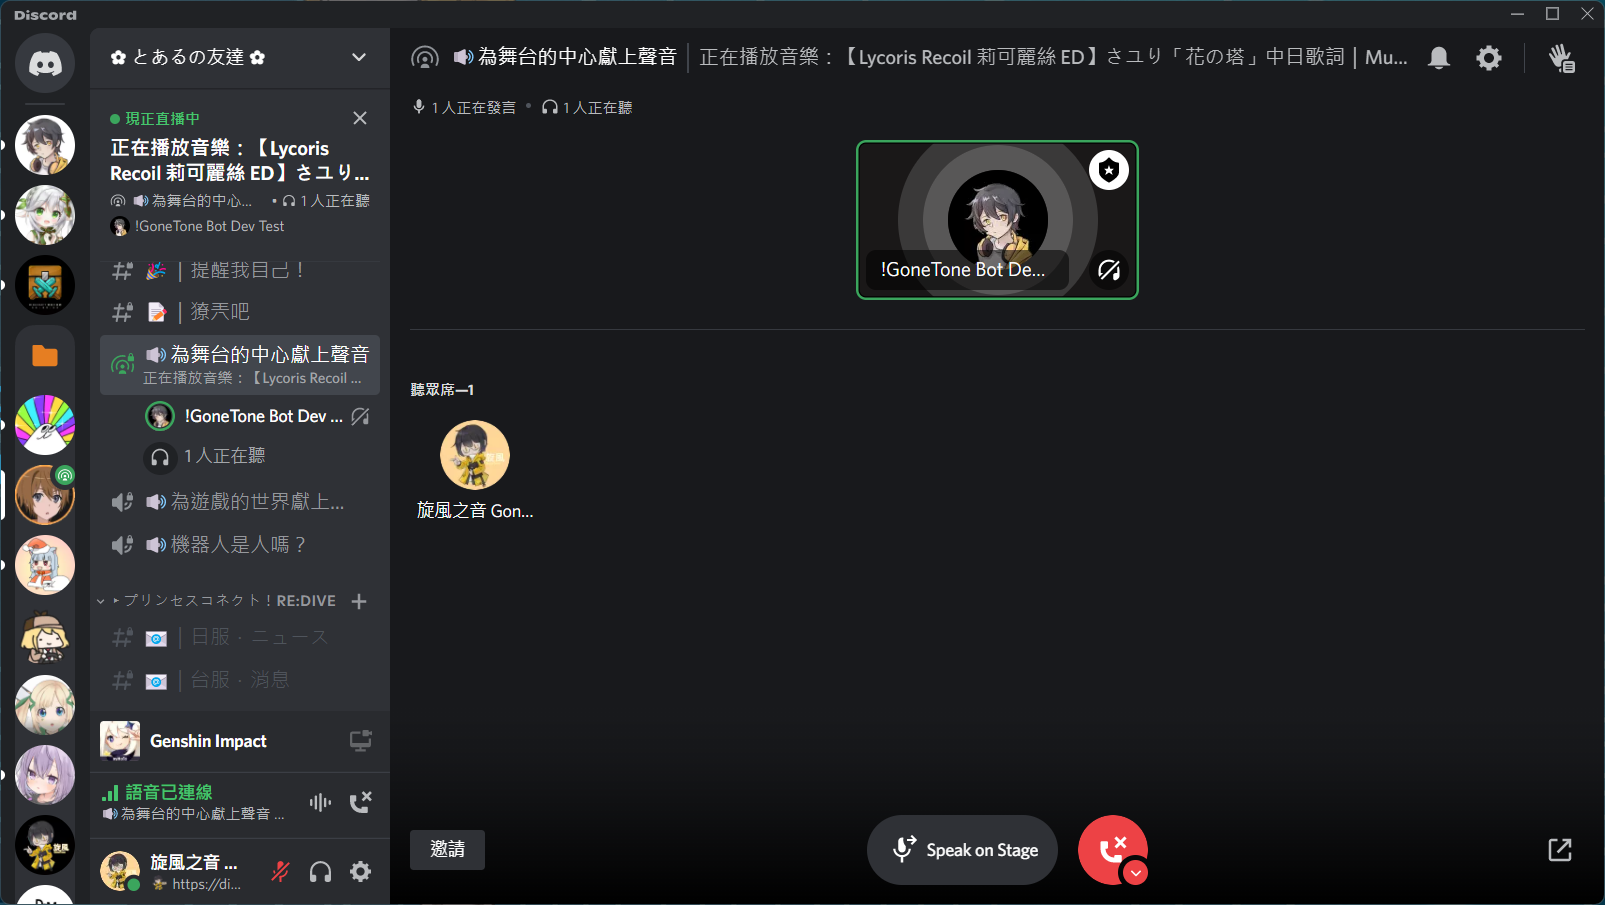 Discord
✿ とあるの友達 ✿
現正直播中
正在播放音樂：【Lycoris
Recoil 莉可麗絲 ED】さユり...
為舞台的中心... • 1 人正在聽
!GoneTone Bot Dev Test
｜提醒我自己！
｜獠兲吧
為舞台的中心獻上聲音
正在播放音樂：【Lycoris Recoil ...
!GoneTone Bot Dev ...
1 人正在聽
為遊戲的世界獻上...
機器人是人嗎？
▸プリンセスコネクト！RE:DIVE
｜日服 · ニュース
｜台服 · 消息
Genshin Impact
語音已連線
為舞台的中心獻上聲音 ...
旋風之音 ...
https://di...
為舞台的中心獻上聲音 正在播放音樂：【Lycoris Recoil 莉可麗絲 ED】さユり「花の塔」中日歌詞 | Mu...
1 人正在發言 • 1 人正在聽
!GoneTone Bot De...
聽眾席—1
旋風之音 Gon...
邀請
Speak on Stage